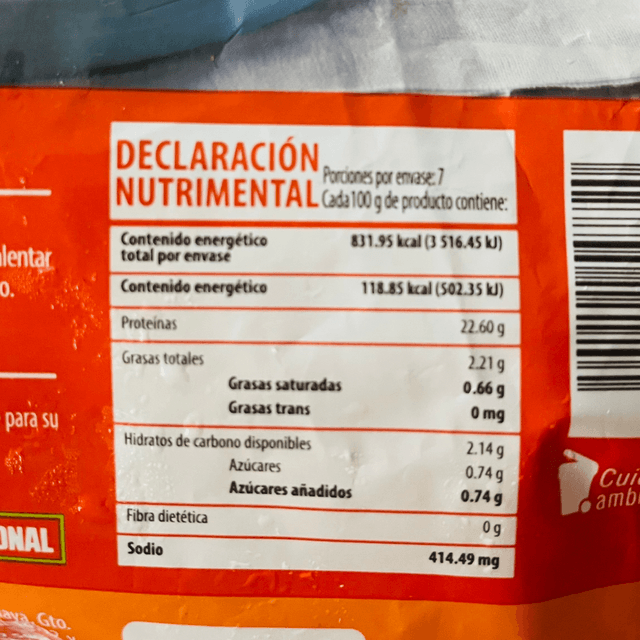 DECLARACIÓN
NUTRIMENTAL
Porciones por envase: 7
Cada 100 g de producto contiene:
Contenido energético
total por envase
831.95 kcal (3 516.45 kJ)
Contenido energético 118.85 kcal (502.35 kJ)
Proteínas 22.60 g
Grasas totales 2.21 g
Grasas saturadas 0.66 g
Grasas trans 0 mg
Hidratos de carbono disponibles 2.14 g
Azúcares 0.74 g
Azúcares añadidos 0.74 g
Fibra dietética 0 g
Sodio 414.49 mg
alentar
o.
para su
ONAL
aya, Gto.
Cui
amb